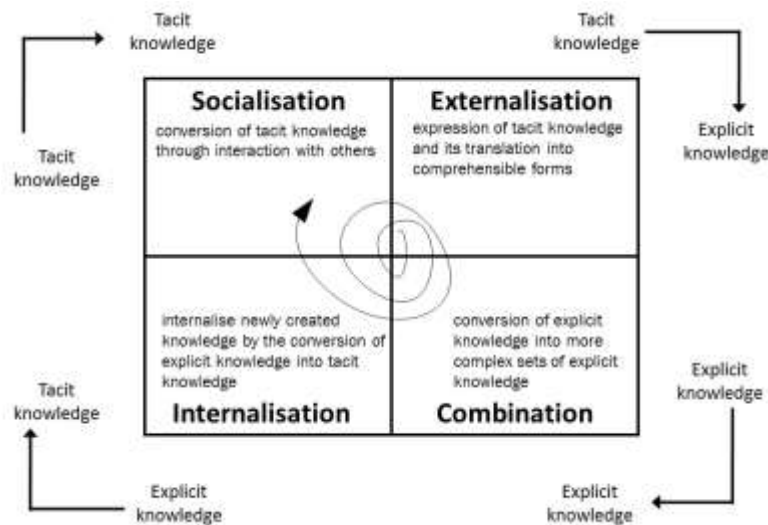 Tacit
knowledge
Tacit
knowledge
Socialisation
conversion of tacit knowledge
through interaction with others
Externalisation
expression of tacit knowledge
and its translation into
comprehensible forms
Tacit
knowledge
Explicit
knowledge
internalise newly created
knowledge by the conversion of
explicit knowledge into tacit
knowledge
Internalisation
conversion of explicit
knowledge into more
complex sets of explicit
knowledge
Combination
Tacit
knowledge
Explicit
knowledge
Explicit
knowledge
Explicit
knowledge